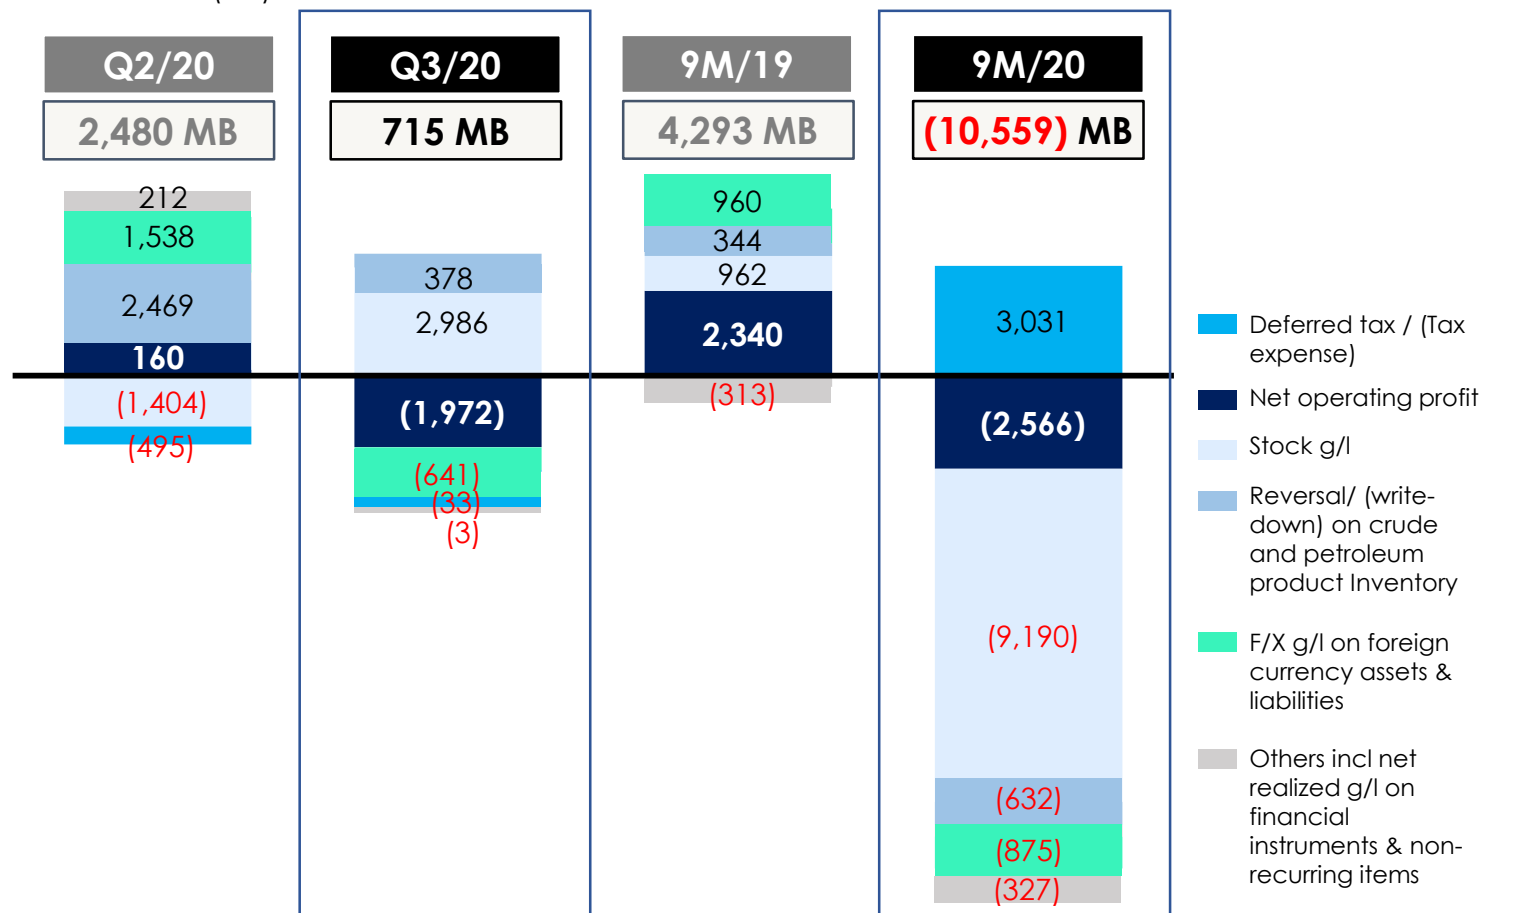 Q2/20
Q3/20
9M/19
9M/20
2,480 MB
715 MB
4,293 MB
(10,559) MB
212
1,538
2,469
160
(1,404)
(495)
378
2,986
(1,972)
(641)
(33)
(3)
960
344
962
2,340
(313)
3,031
(2,566)
(9,190)
(632)
(875)
(327)
Deferred tax / (Tax
expense)
Net operating profit
Stock g/l
Reversal/ (write-
down) on crude
and petroleum
product Inventory
F/X g/l on foreign
currency assets &
liabilities
Others incl net
realized g/l on
financial
instruments & non-
recurring items